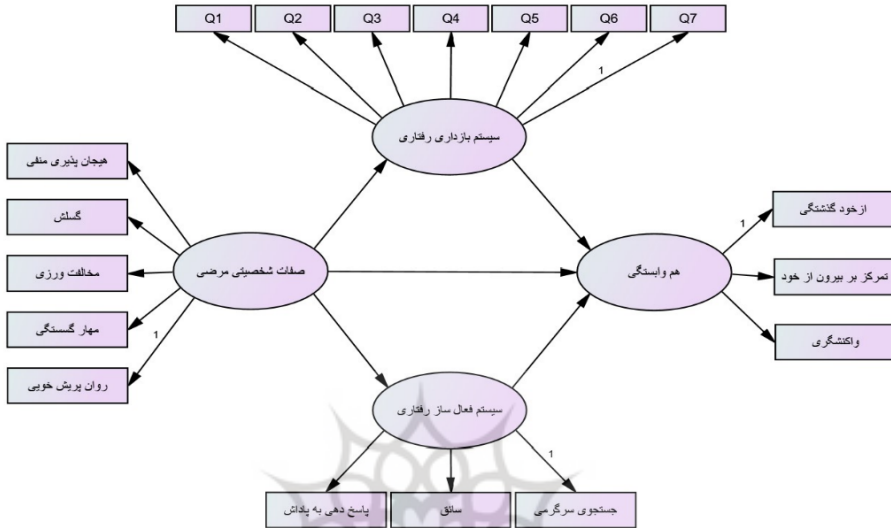 Q1
Q2
Q3
Q4
Q5
Q6
Q7
1
سیستم بازداری رفتاری
هیجان پذیری منفی
گسلش
مخالفت ورزی
مهار گسستگی
روان پریش خویی
1
صفات شخصیتی مرضی
هم وابستگی
1
ازخود گذشتگی
تمرکز بر بیرون از خود
واکنشگری
سیستم فعال ساز رفتاری
1
پاسخ دهی به پاداش
سائق
جستجوی سرگرمی